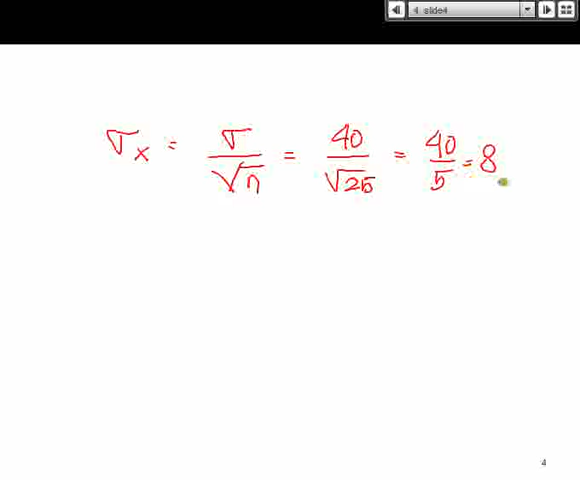 4 slide4
σx = σ/√n = 40/√25 = 40/5 = 8
4